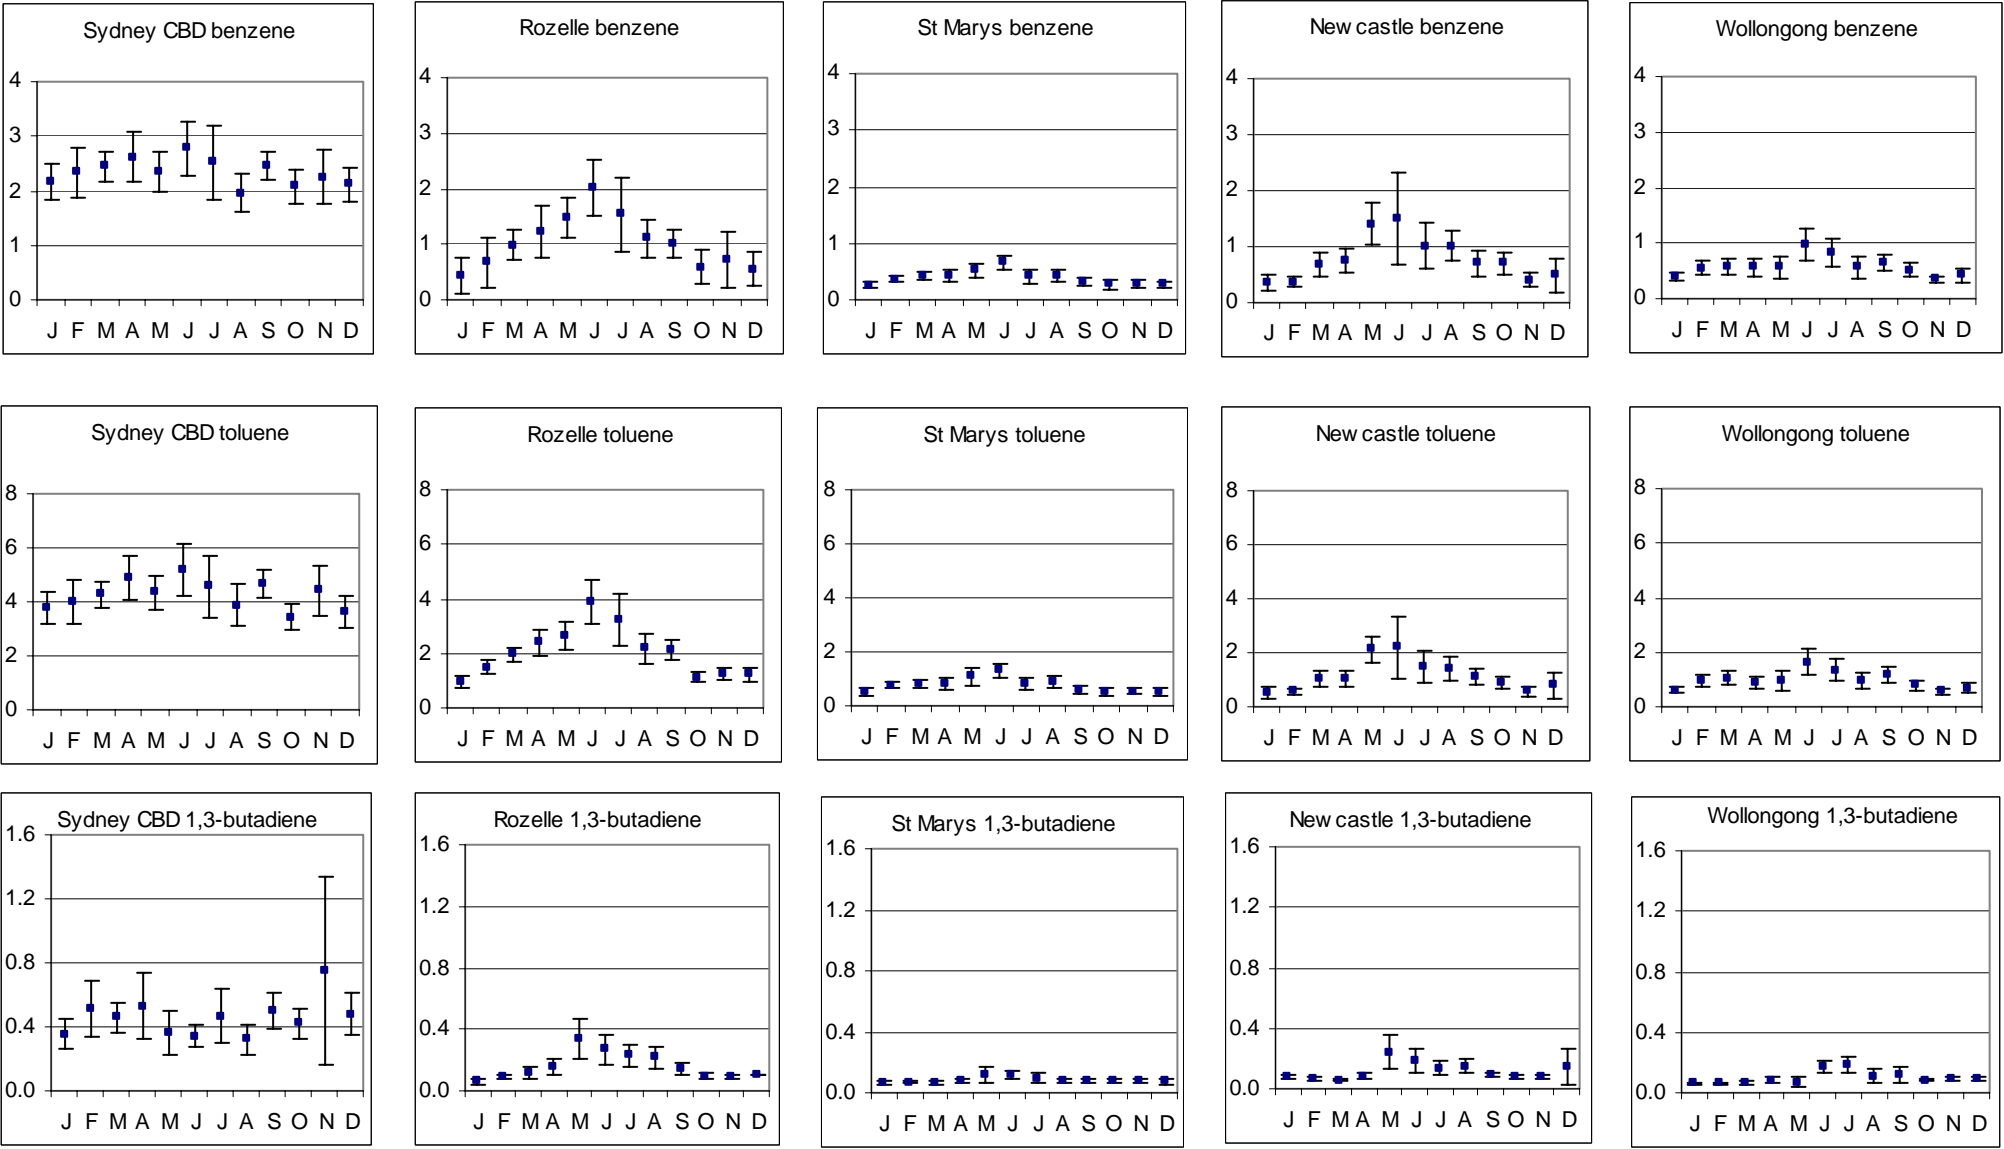 Sydney CBD benzene
4
3
2
1
0
J F M A M J J A S O N D
Rozelle benzene
4
3
2
1
0
J F M A M J J A S O N D
St Marys benzene
4
3
2
1
0
J F M A M J J A S O N D
New castle benzene
4
3
2
1
0
J F M A M J J A S O N D
Wollongong benzene
4
3
2
1
0
J F M A M J J A S O N D
Sydney CBD toluene
8
6
4
2
0
J F M A M J J A S O N D
Rozelle toluene
8
6
4
2
0
J F M A M J J A S O N D
St Marys toluene
8
6
4
2
0
J F M A M J J A S O N D
New castle toluene
8
6
4
2
0
J F M A M J J A S O N D
Wollongong toluene
8
6
4
2
0
J F M A M J J A S O N D
Sydney CBD 1,3-butadiene
1.6
1.2
0.8
0.4
0.0
J F M A M J J A S O N D
Rozelle 1,3-butadiene
1.6
1.2
0.8
0.4
0.0
J F M A M J J A S O N D
St Marys 1,3-butadiene
1.6
1.2
0.8
0.4
0.0
J F M A M J J A S O N D
New castle 1,3-butadiene
1.6
1.2
0.8
0.4
0.0
J F M A M J J A S O N D
Wollongong 1,3-butadiene
1.6
1.2
0.8
0.4
0.0
J F M A M J J A S O N D